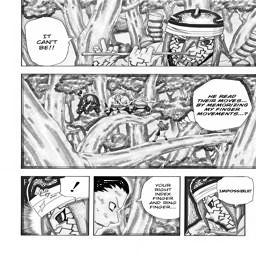 IT
CAN'T
BE!!
HE READ
THEIR MOVES...
BY MEMORIZING
MY FINGER
MOVEMENTS...?
!
YOUR
RIGHT
INDEX
FINGER AND
RING FINGER....
IMPOSSIBLE!